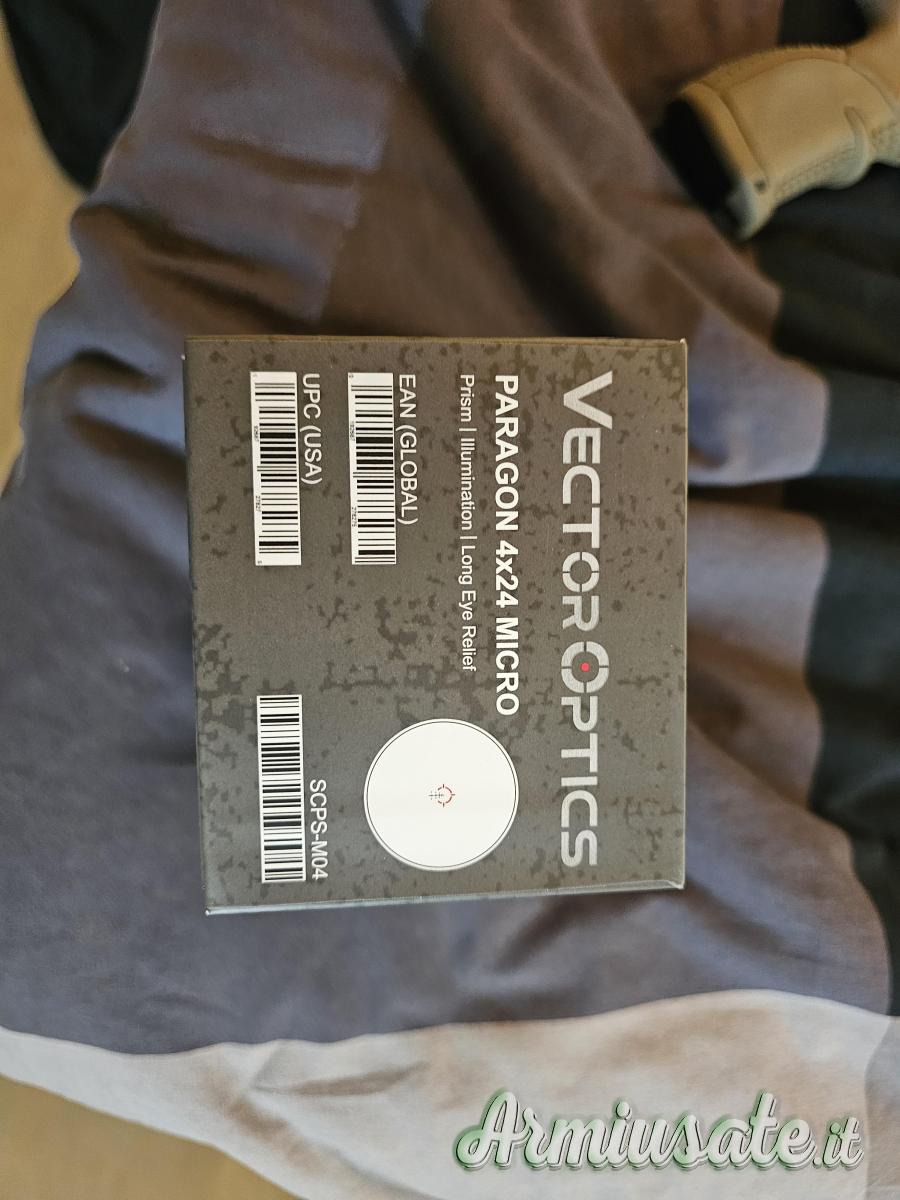 VECTOR OPTICS
PARAGON 4x24 MICRO
Prism | Illumination | Long Eye Relief
EAN (GLOBAL)
UPC (USA)
SCPS-M04
Armiusate.it